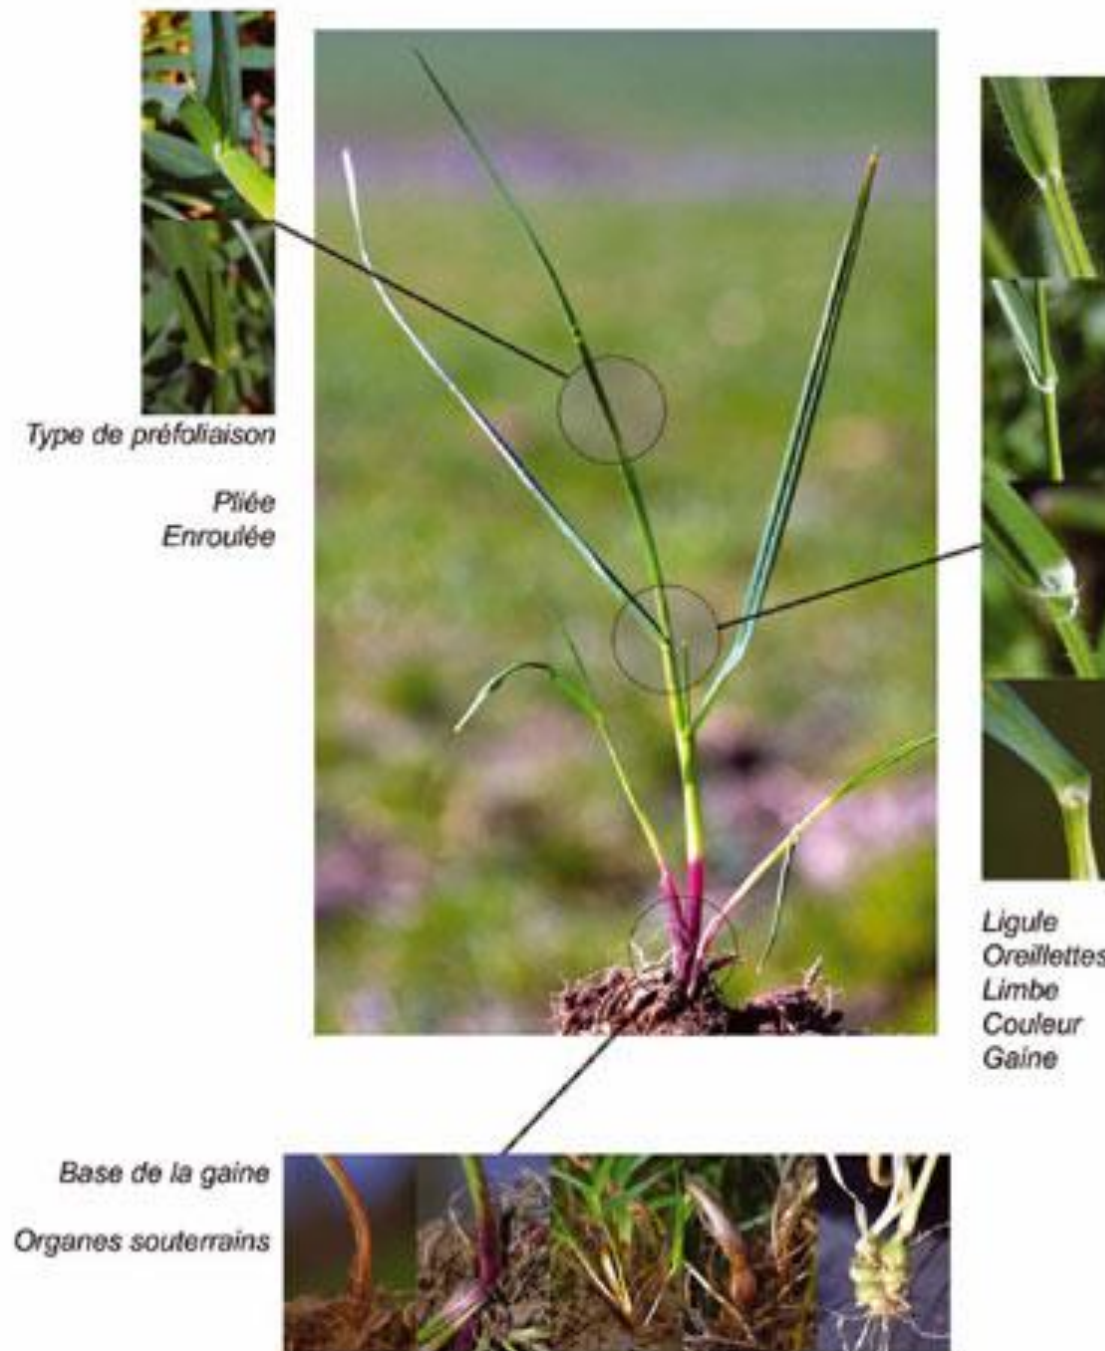 Type de préfoliaison
Pliée
Enroulée
Ligule
Oreillettes
Limbe
Couleur
Gaine
Base de la gaine
Organes souterrains